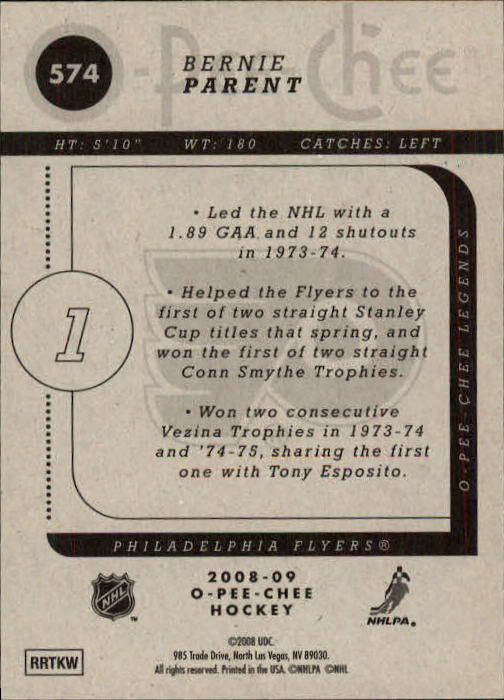 O-Pee-Chee
574
BERNIE
PARENT
HT: 5'10" WT: 180 CATCHES: LEFT
• Led the NHL with a
1.89 GAA and 12 shutouts
in 1973-74.
• Helped the Flyers to the
first of two straight Stanley
Cup titles that spring, and
won the first of two straight
Conn Smythe Trophies.
• Won two consecutive
Vezina Trophies in 1973-74
and '74-75, sharing the first
one with Tony Esposito.
1
O-PEE-CHEE LEGENDS
PHILADELPHIA FLYERS®
NHL
TM
2008-09
O-PEE-CHEE
HOCKEY
NHLPA®
©2008 UDC.
985 Trade Drive, North Las Vegas, NV 89030.
All rights reserved. Printed in the USA. ©NHLPA ©NHL
RRTKW